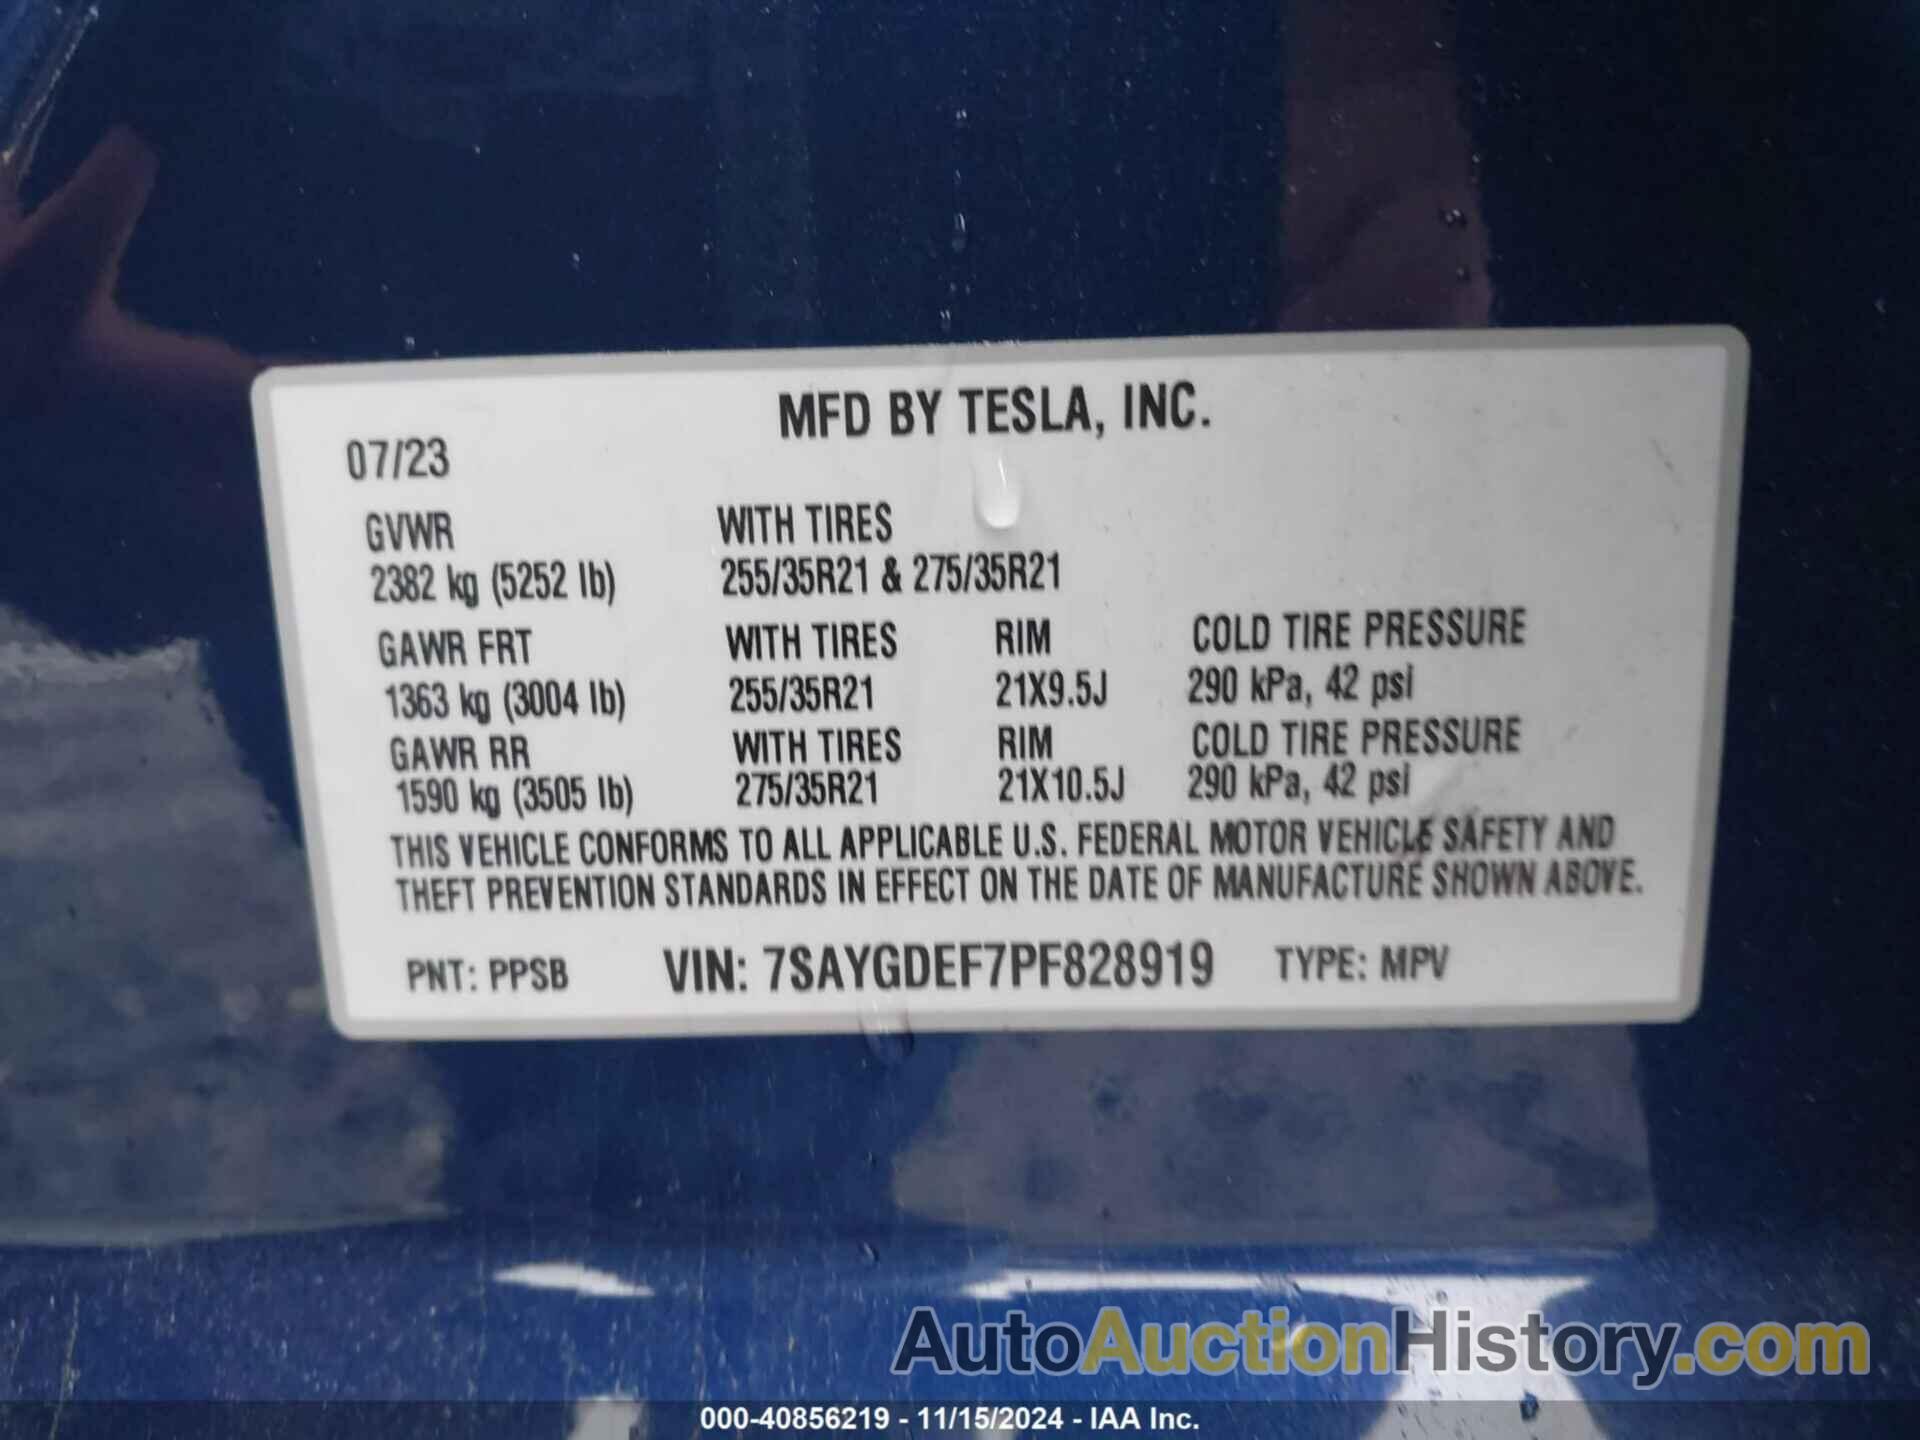 MFD BY TESLA, INC.
07/23
GVWR WITH TIRES
2382 kg (5252 lb) 255/35R21 & 275/35R21
GAWR FRT WITH TIRES RIM COLD TIRE PRESSURE
1363 kg (3004 lb) 255/35R21 21X9.5J 290 kPa, 42 psi
GAWR RR WITH TIRES RIM COLD TIRE PRESSURE
1590 kg (3505 lb) 275/35R21 21X10.5J 290 kPa, 42 psi
THIS VEHICLE CONFORMS TO ALL APPLICABLE U.S. FEDERAL MOTOR VEHICLE SAFETY AND
THEFT PREVENTION STANDARDS IN EFFECT ON THE DATE OF MANUFACTURE SHOWN ABOVE.
PNT: PPSB VIN: 7SAYGDEF7PF828919 TYPE: MPV
AutoAuctionHistory.com
000-40856219 - 11/15/2024 - IAA Inc.